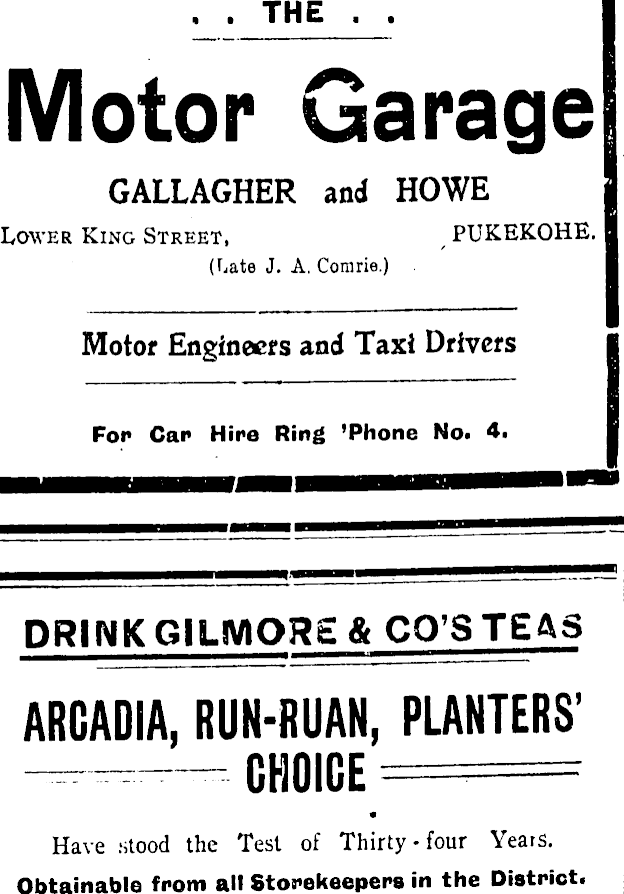 . . THE . .
Motor Garage
GALLAGHER and HOWE
LOWER KING STREET, PUKEKOHE.
(Late J. A. Comrie.)
Motor Engineers and Taxi Drivers
For Car Hire Ring 'Phone No. 4.
DRINK GILMORE & CO'S TEAS
ARCADIA, RUN-RUAN, PLANTERS'
CHOICE
Have stood the Test of Thirty-four Years.
Obtainable from all Storekeepers in the District.